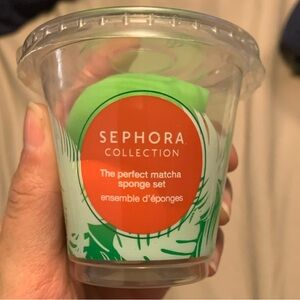 SEPHORA
COLLECTION
The perfect matcha
sponge set
ensemble d'éponges